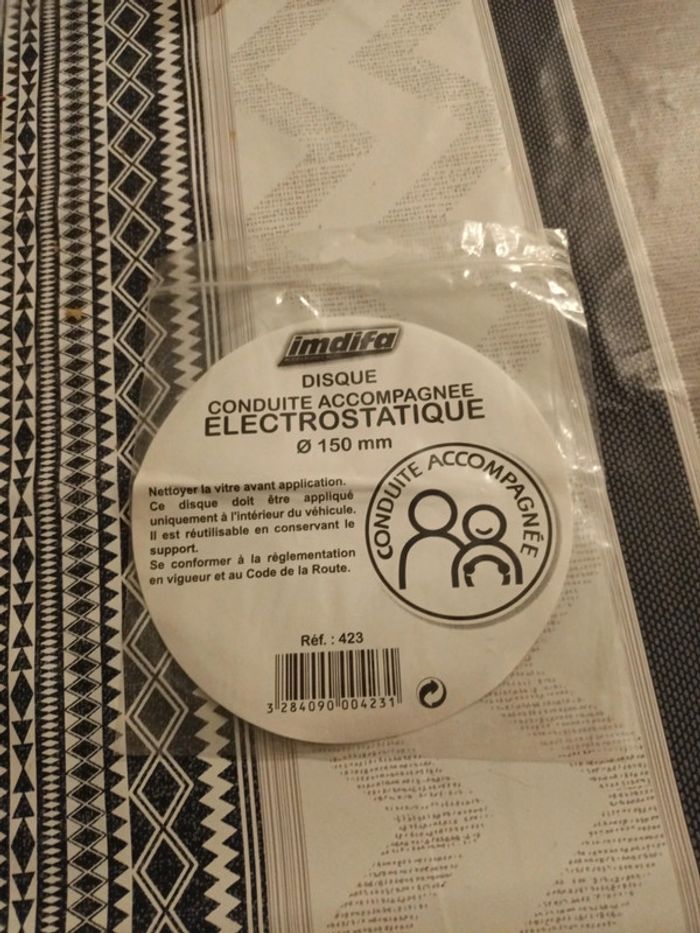 imdifa
DISQUE
CONDUITE ACCOMPAGNEE
ELECTROSTATIQUE
Ø 150 mm
Nettoyer la vitre avant application.
Ce disque doit être appliqué
uniquement à l'intérieur du véhicule.
Il est réutilisable en conservant le
support.
Se conformer à la règlementation
en vigueur et au Code de la Route.
CONDUITE ACCOMPAGNÉE
Réf. : 423
3 284090 004231